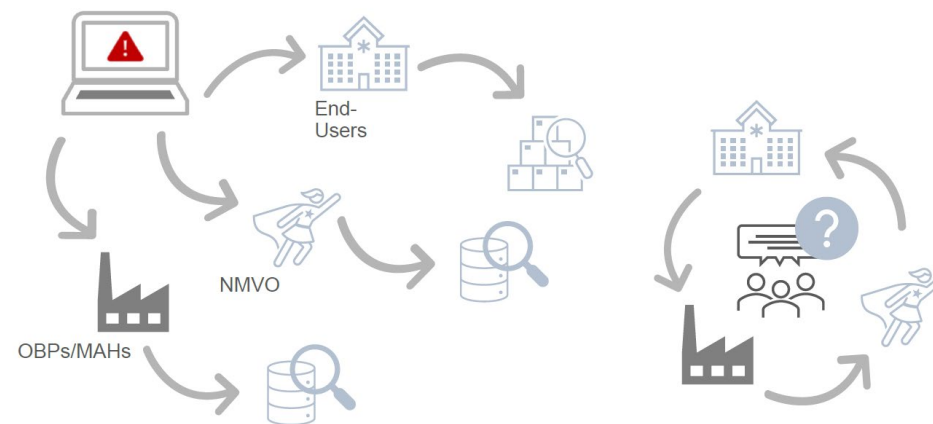 End-
Users
NMVO
OBPs/MAHs
?